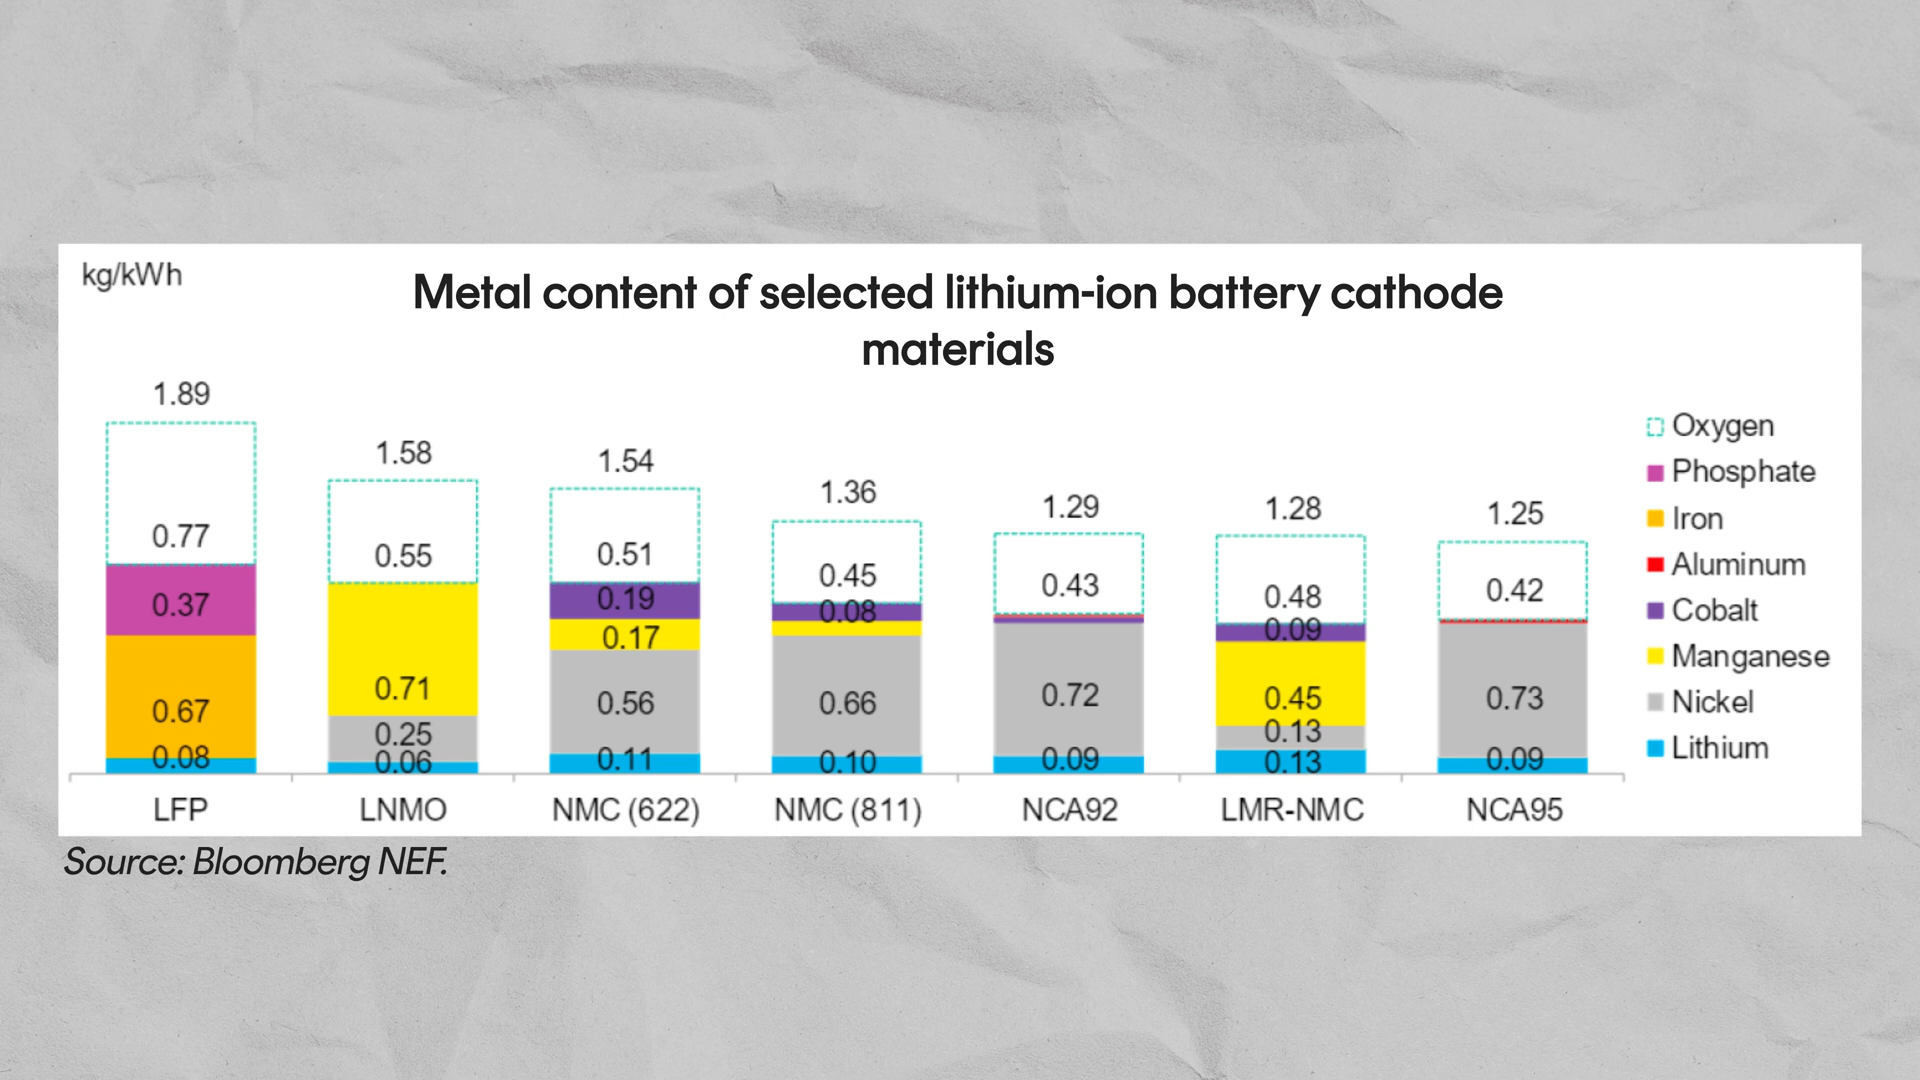 kg/kWh
Metal content of selected lithium-ion battery cathode
materials
1.89
1.58
1.54
1.36
1.29
1.28
1.25
0.77
0.37
0.67
0.08
0.55
0.71
0.25
0.06
0.51
0.19
0.17
0.56
0.11
0.45
0.08
0.66
0.10
0.43
0.72
0.09
0.48
0.09
0.45
0.13
0.13
0.42
0.73
0.09
LFP
LNMO
NMC (622)
NMC (811)
NCA92
LMR-NMC
NCA95
Oxygen
Phosphate
Iron
Aluminum
Cobalt
Manganese
Nickel
Lithium
Source: Bloomberg NEF.